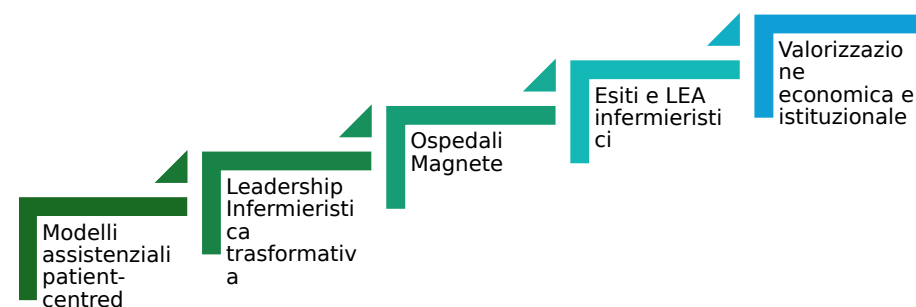 Modelli
assistenziali
patient-
centred
Leadership
Infermieristi
ca
trasformativ
a
Ospedali
Magnete
Esiti e LEA
infermieristi
ci
Valorizzazio
ne
economica e
istituzionale